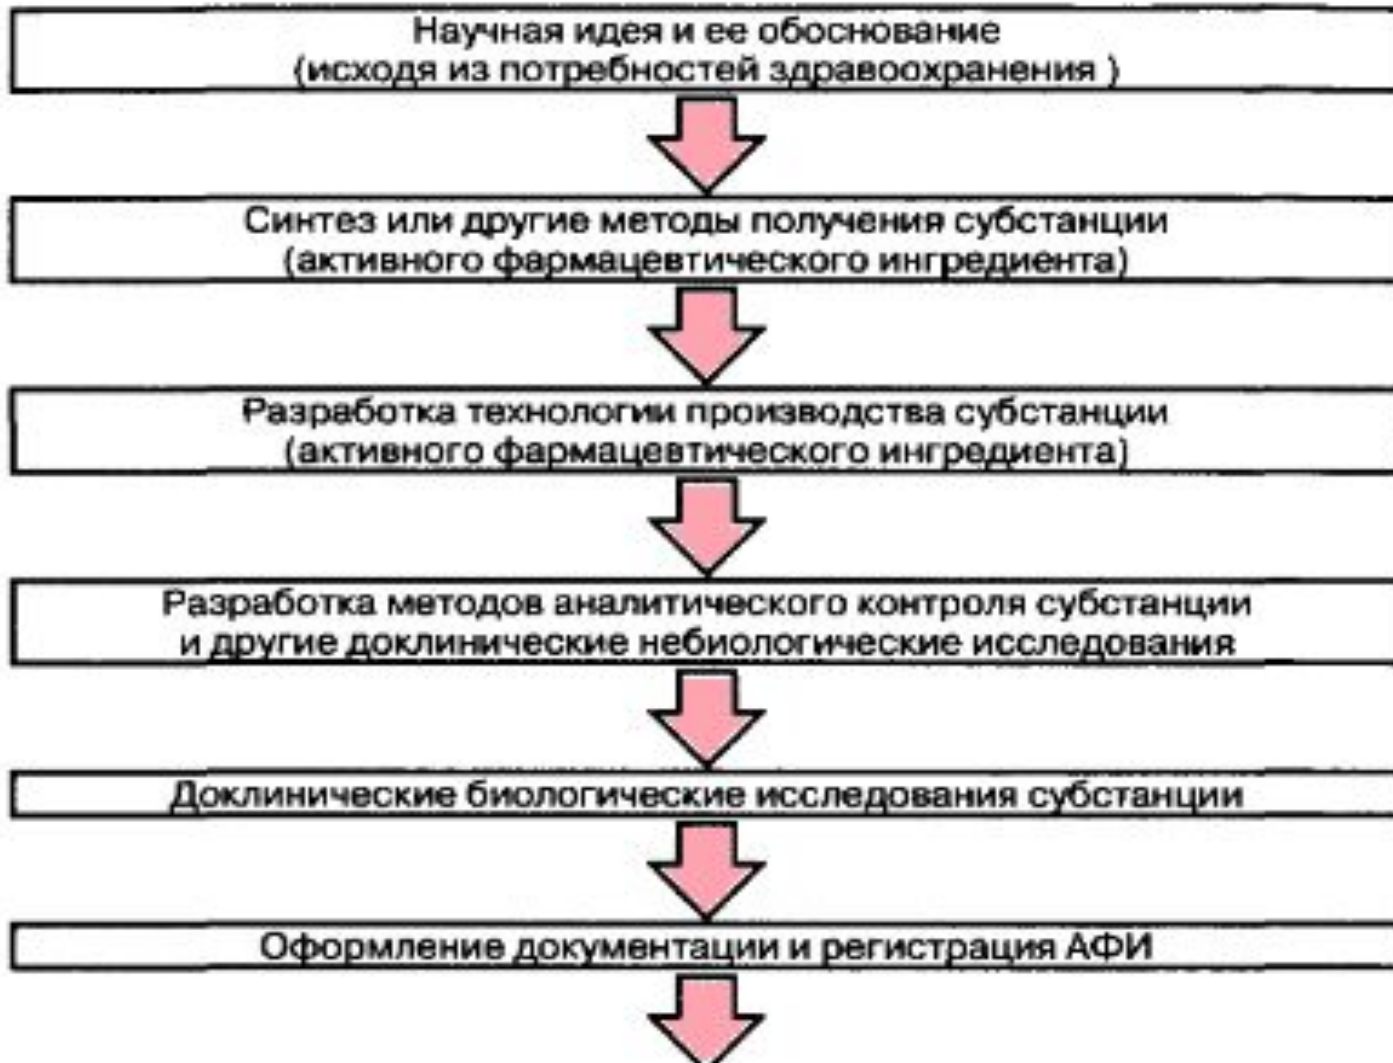 Научная идея и ее обоснование
(исходя из потребностей здравоохранения )
Синтез или другие методы получения субстанции
(активного фармацевтического ингредиента)
Разработка технологии производства субстанции
(активного фармацевтического ингредиента)
Разработка методов аналитического контроля субстанции
и другие доклинические небиологические исследования
Доклинические биологические исследования субстанции
Оформление документации и регистрация АФИ